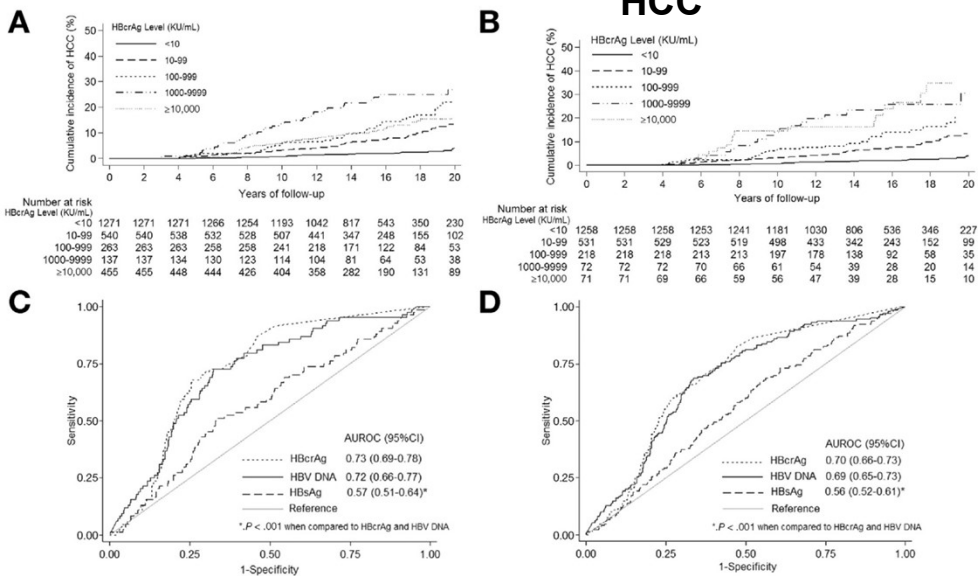 HCC
A
Cumulative incidence of HCC (%)
50
40
30
20
10
0
HBcrAg Level (KU/mL)
<10
10-99
100-999
1000-9999
≥10,000
0 2 4 6 8 10 12 14 16 18 20
Years of follow-up
Number at risk
HBcrAg Level (KU/mL)
<10 1271 1271 1271 1266 1254 1193 1042 817 543 350 230
10-99 540 540 538 532 528 507 441 347 248 155 102
100-999 263 263 263 258 258 241 218 171 122 84 53
1000-9999 137 137 134 130 123 114 104 81 64 53 38
≥10,000 455 455 448 444 426 404 358 282 190 131 89
B
Cumulative incidence of HCC (%)
50
40
30
20
10
0
HBcrAg Level (KU/mL)
<10
10-99
100-999
1000-9999
≥10,000
0 2 4 6 8 10 12 14 16 18 20
Years of follow-up
Number at risk
HBcrAg Level (KU/mL)
<10 1258 1258 1258 1253 1241 1181 1030 806 536 346 227
10-99 531 531 529 523 519 498 433 342 243 152 99
100-999 218 218 218 213 213 197 178 138 92 58 35
1000-9999 72 72 72 70 66 61 54 39 28 20 14
≥10,000 71 71 69 66 59 56 47 39 28 15 10
C
Sensitivity
1.00
0.75
0.50
0.25
0.00
AUROC (95%CI)
HBcrAg 0.73 (0.69-0.78)
HBV DNA 0.72 (0.66-0.77)
HBsAg 0.57 (0.51-0.64)*
Reference
*.P < .001 when compared to HBcrAg and HBV DNA
0.00 0.25 0.50 0.75 1.00
1-Specificity
D
Sensitivity
1.00
0.75
0.50
0.25
0.00
AUROC (95%CI)
HBcrAg 0.70 (0.66-0.73)
HBV DNA 0.69 (0.65-0.73)
HBsAg 0.56 (0.52-0.61)*
Reference
*.P < .001 when compared to HBcrAg and HBV DNA
0.00 0.25 0.50 0.75 1.00
1-Specificity